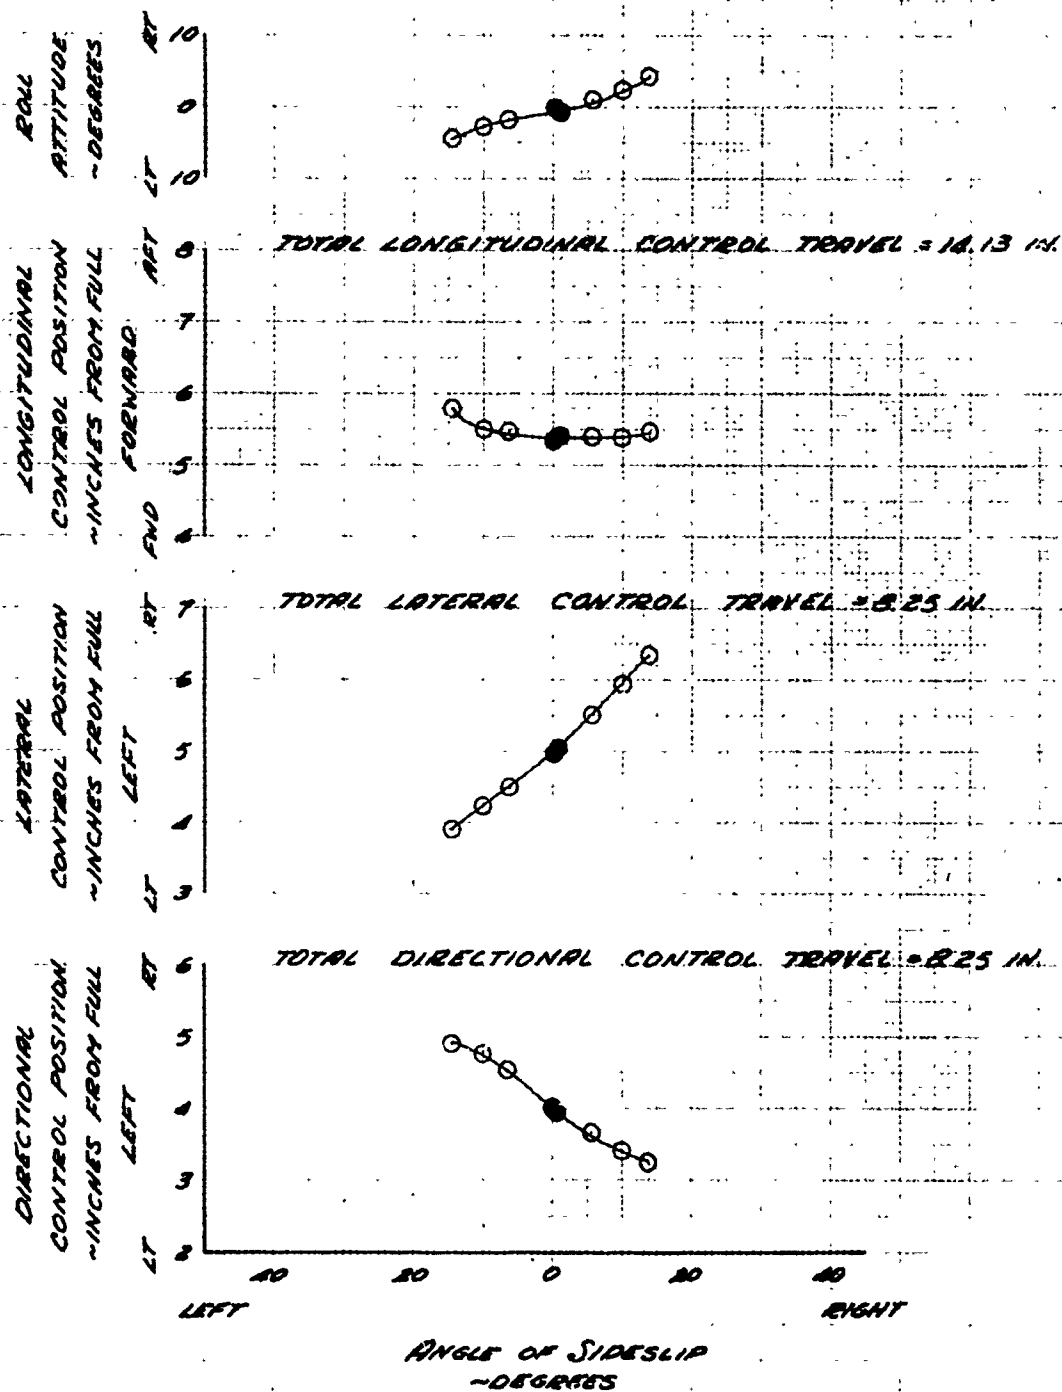 ROLL
ATTITUDE
~DEGREES
RT
LT
10
0
10
LONGITUDINAL
CONTROL POSITION
~INCHES FROM FULL
FORWARD
AFT
FWD
8
7
6
5
TOTAL LONGITUDINAL CONTROL TRAVEL = 14.13 IN.
LATERAL
CONTROL POSITION
~INCHES FROM FULL
LEFT
RT
LT
7
6
5
4
3
TOTAL LATERAL CONTROL TRAVEL = 8.25 IN.
DIRECTIONAL
CONTROL POSITION
~INCHES FROM FULL
LEFT
RT
LT
6
5
4
3
2
TOTAL DIRECTIONAL CONTROL TRAVEL = 8.25 IN.
40 20 0 20 40
LEFT RIGHT
ANGLE OF SIDESLIP
~DEGREES